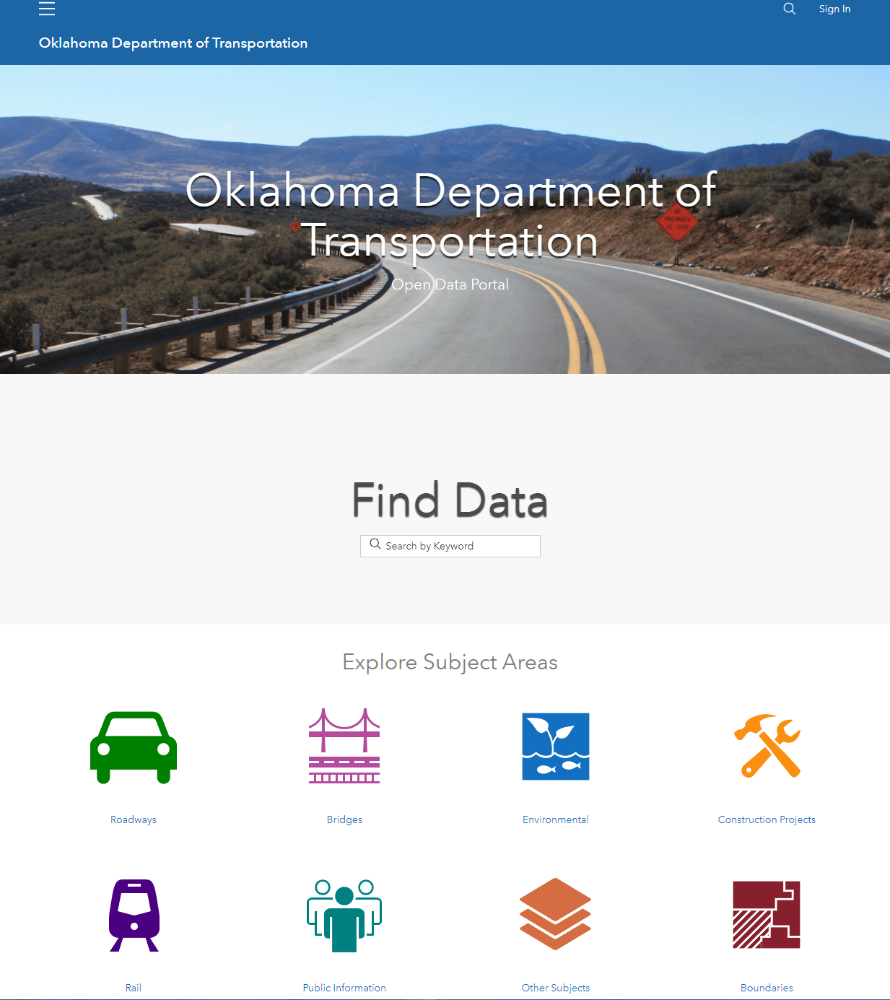 Sign In
Oklahoma Department of Transportation
Oklahoma Department of
Transportation
BE
PREPARED
TO STOP
Open Data Portal
Find Data
Search by Keyword
Explore Subject Areas
Roadways
Bridges
Environmental
Construction Projects
Rail
Public Information
Other Subjects
Boundaries